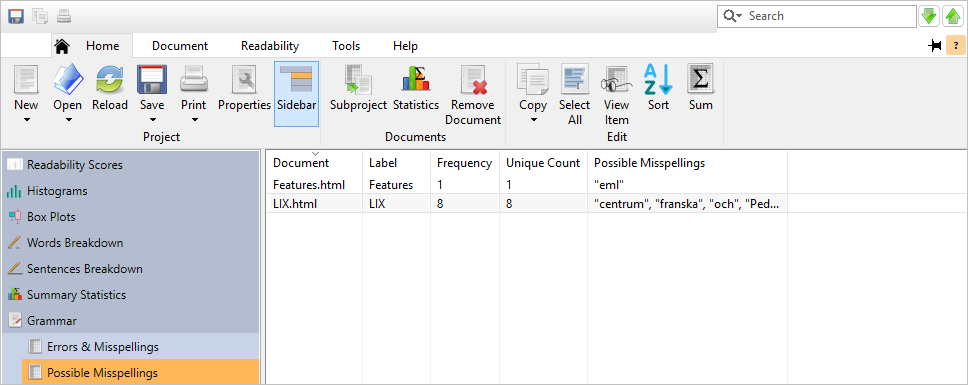 Search
?
Home Document Readability Tools Help
New Open Reload Save Print Properties Sidebar Subproject Statistics Remove Document Copy Select All View Item Sort Sum
Project Documents Edit
Readability Scores
Histograms
Box Plots
Words Breakdown
Sentences Breakdown
Summary Statistics
Grammar
Errors & Misspellings
Possible Misspellings
Document Label Frequency Unique Count Possible Misspellings
Features.html Features 1 1 "eml"
LIX.html LIX 8 8 "centrum", "franska", "och", "Ped...